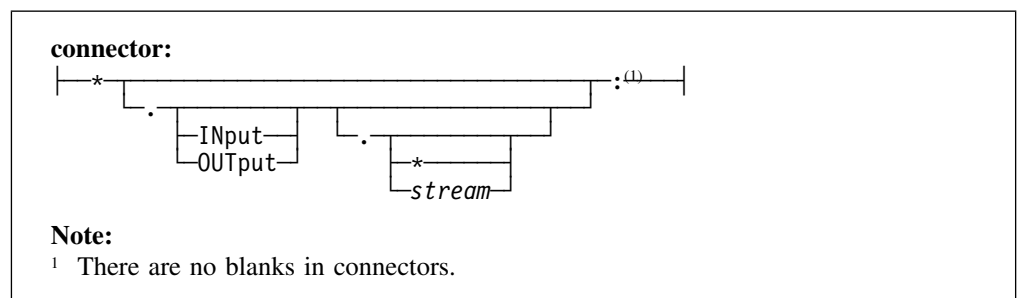 connector:
* :(1)
. .
INput *
OUTput stream
Note:
1 There are no blanks in connectors.